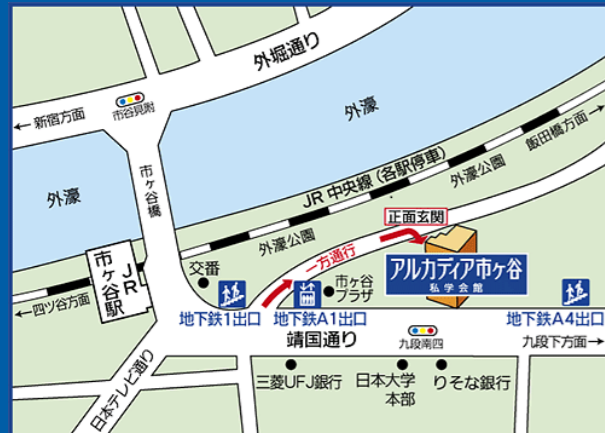 外堀通り
←新宿方面
市谷見附
外濠
飯田橋方面→
市ヶ谷橋
JR中央線(各駅停車)
外濠公園
外濠
正面玄関
外濠公園
JR
市ヶ谷駅
交番
一方通行
市ヶ谷
プラザ
アルカディア市ヶ谷
私学会館
←四ツ谷方面
地下鉄1出口
地下鉄A1出口
地下鉄A4出口
靖国通り
九段南四
九段下方面→
日本テレビ通り
三菱UFJ銀行
日本大学
本部
りそな銀行